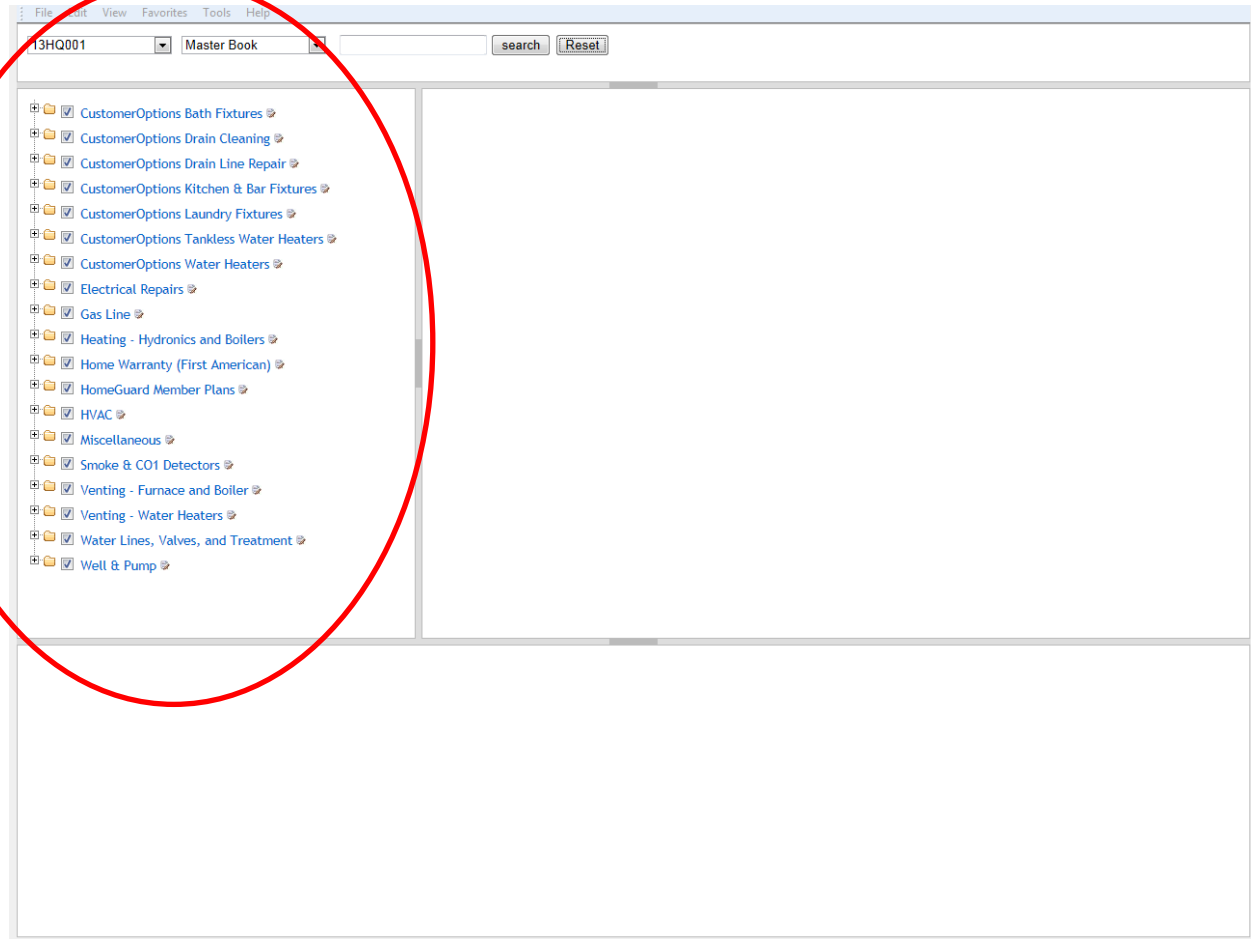 File Edit View Favorites Tools Help
13HQ001 Master Book search Reset
CustomerOptions Bath Fixtures
CustomerOptions Drain Cleaning
CustomerOptions Drain Line Repair
CustomerOptions Kitchen & Bar Fixtures
CustomerOptions Laundry Fixtures
CustomerOptions Tankless Water Heaters
CustomerOptions Water Heaters
Electrical Repairs
Gas Line
Heating - Hydronics and Boilers
Home Warranty (First American)
HomeGuard Member Plans
HVAC
Miscellaneous
Smoke & CO1 Detectors
Venting - Furnace and Boiler
Venting - Water Heaters
Water Lines, Valves, and Treatment
Well & Pump